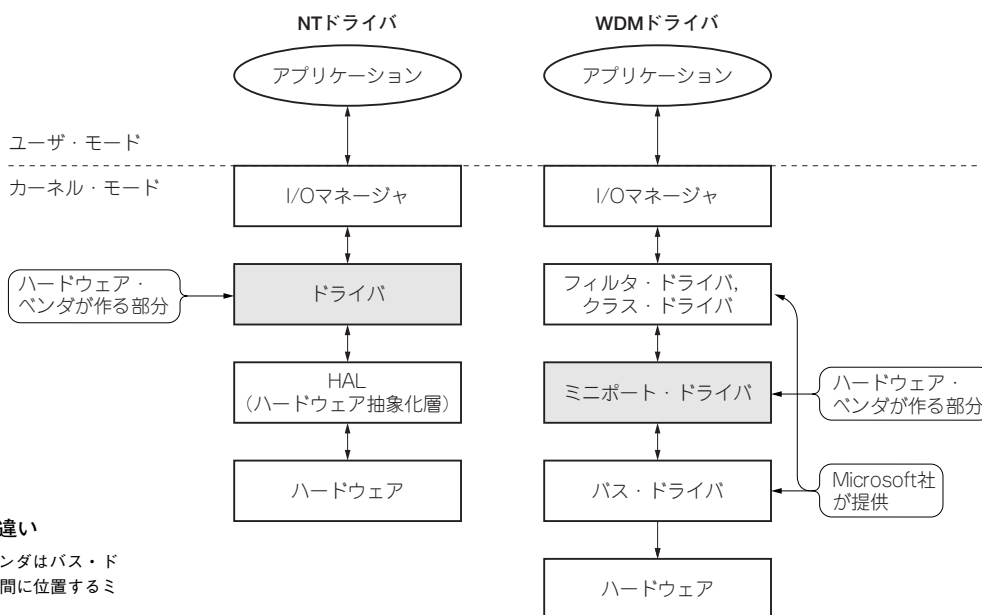 NTドライバ
WDMドライバ
アプリケーション
アプリケーション
ユーザ・モード
カーネル・モード
I/Oマネージャ
I/Oマネージャ
ハードウェア・
ベンダが作る部分
ドライバ
フィルタ・ドライバ,
クラス・ドライバ
HAL
(ハードウェア抽象化層)
ミニポート・ドライバ
ハードウェア・
ベンダが作る部分
ハードウェア
バス・ドライバ
Microsoft社
が提供
違い
ンダはバス・ド
間に位置するミ
ハードウェア